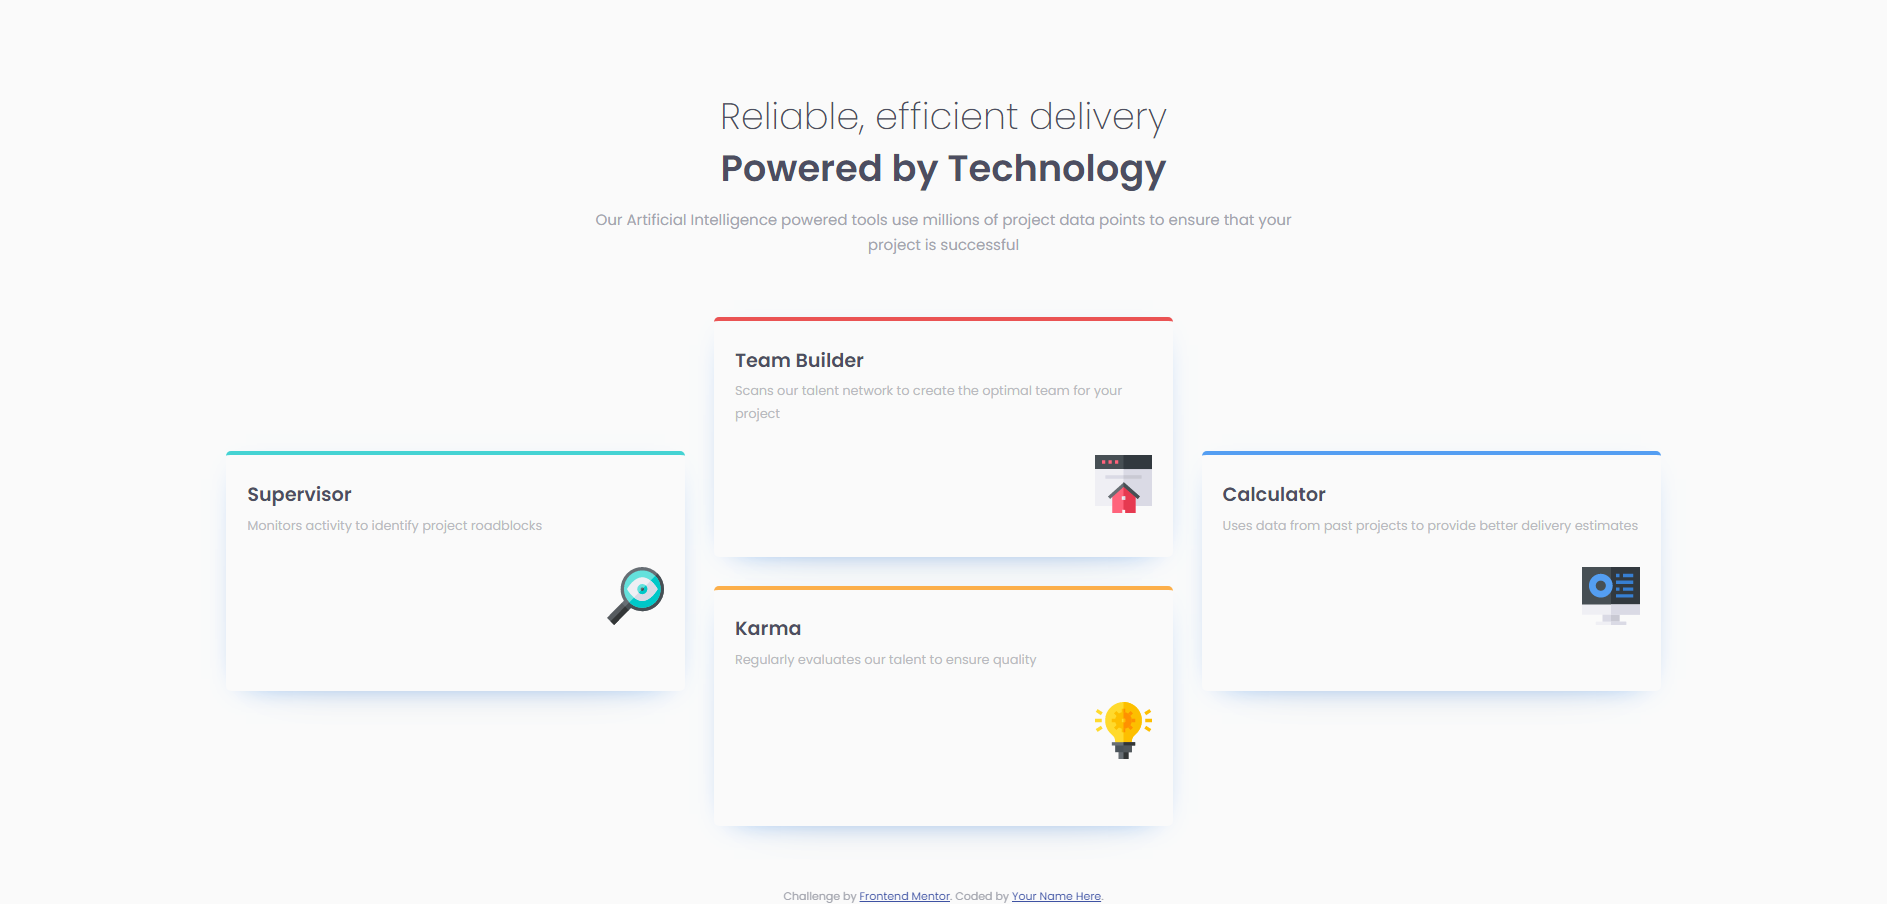 Reliable, efficient delivery
Powered by Technology
Our Artificial Intelligence powered tools use millions of project data points to ensure that your
project is successful
Team Builder
Scans our talent network to create the optimal team for your
project
Supervisor
Monitors activity to identify project roadblocks
Calculator
Uses data from past projects to provide better delivery estimates
Karma
Regularly evaluates our talent to ensure quality
Challenge by Frontend Mentor. Coded by Your Name Here.